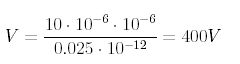 V = \frac{10 \cdot 10^{-6} \cdot 10^{-6}}{0.025 \cdot 10^{-12}} = 400V